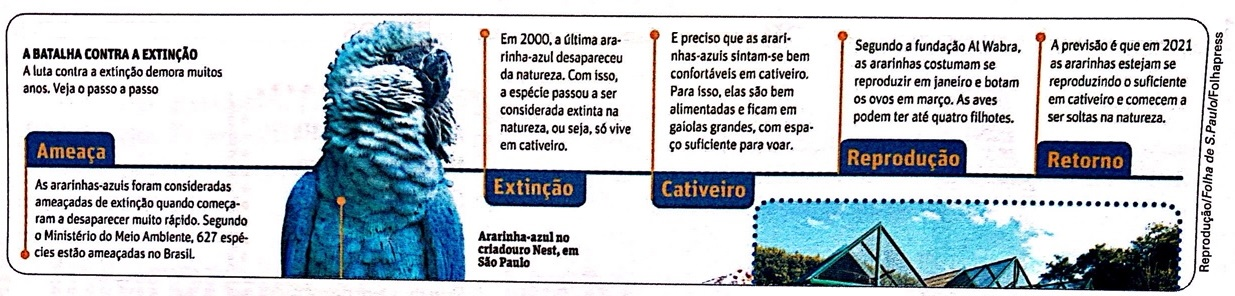 A BATALHA CONTRA A EXTINÇÃO
A luta contra a extinção demora muitos
anos. Veja o passo a passo
Ameaça
As ararinhas-azuis foram consideradas
ameaçadas de extinção quando começa-
ram a desaparecer muito rápido. Segundo
o Ministério do Meio Ambiente, 627 espé-
cies estão ameaçadas no Brasil.
Em 2000, a última ara-
rinha-azul desapareceu
da natureza. Com isso,
a espécie passou a ser
considerada extinta na
natureza, ou seja, só vive
em cativeiro.
Extinção
Ararinha-azul no
criadouro Nest, em
São Paulo
E preciso que as arari-
nhas-azuis sintam-se bem
confortáveis em cativeiro.
Para isso, elas são bem
alimentadas e ficam em
gaiolas grandes, com espa-
ço suficiente para voar.
Cativeiro
Segundo a fundação Al Wabra,
as ararinhas costumam se
reproduzir em janeiro e botam
os ovos em março. As aves
podem ter até quatro filhotes.
Reprodução
A previsão é que em 2021
as ararinhas estejam se
reproduzindo o suficiente
em cativeiro e comecem a
ser soltas na natureza.
Retorno
Reprodução/Folha de S.Paulo/Folhapress